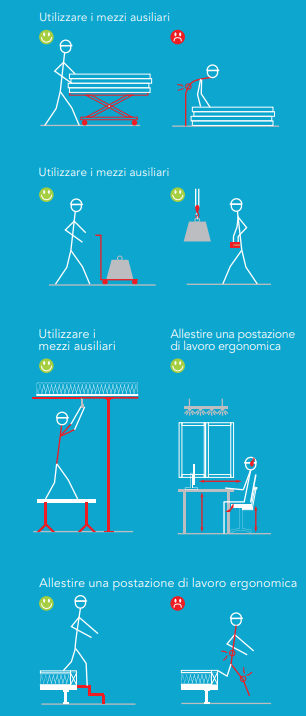 Utilizzare i mezzi ausiliari
Utilizzare i mezzi ausiliari
Utilizzare i
mezzi ausiliari
Allestire una postazione
di lavoro ergonomica
Allestire una postazione di lavoro ergonomica